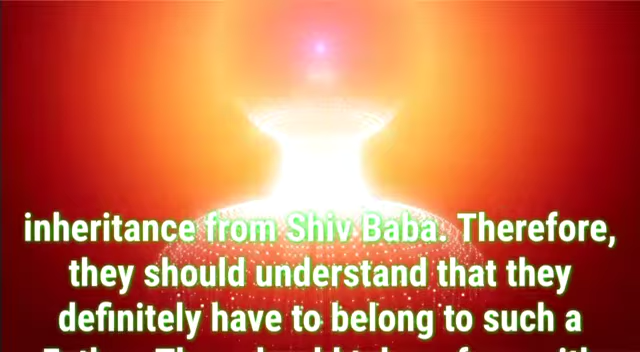 inheritance from Shiv Baba. Therefore,
they should understand that they
definitely have to belong to such a